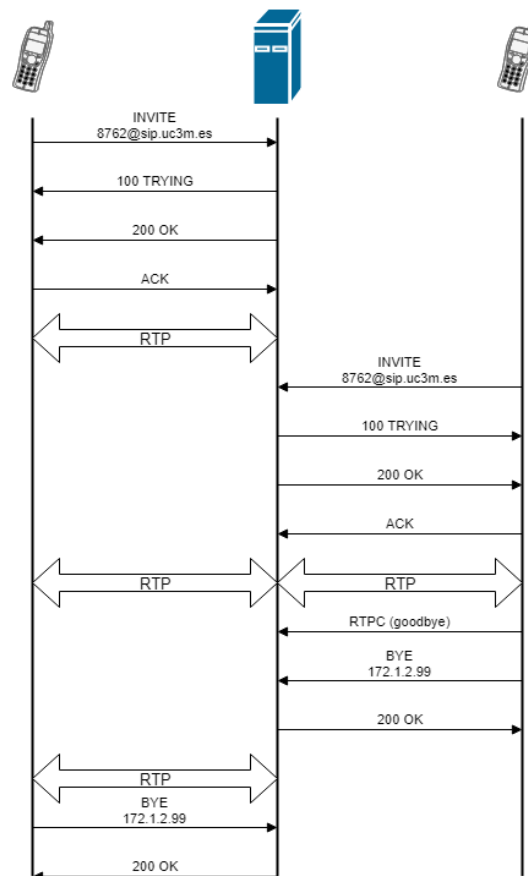 INVITE
8762@sip.uc3m.es
100 TRYING
200 OK
ACK
RTP
INVITE
8762@sip.uc3m.es
100 TRYING
200 OK
ACK
RTP
RTP
RTPC (goodbye)
BYE
172.1.2.99
200 OK
RTP
BYE
172.1.2.99
200 OK